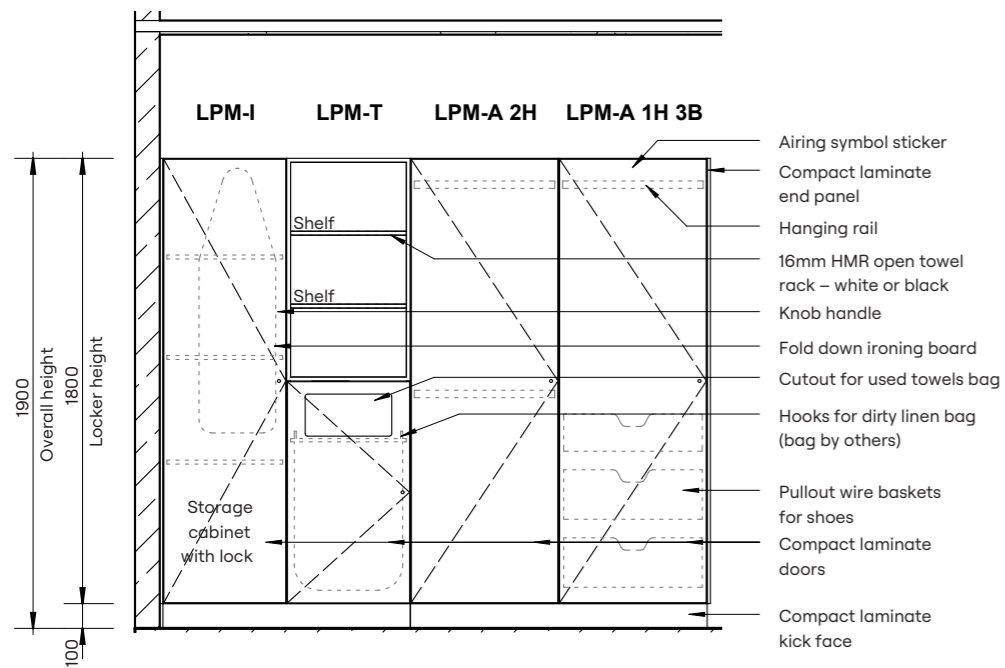 LPM-I
LPM-T
LPM-A 2H
LPM-A 1H 3B
Airing symbol sticker
Compact laminate
end panel
Hanging rail
16mm HMR open towel
rack – white or black
Knob handle
Fold down ironing board
Cutout for used towels bag
Hooks for dirty linen bag
(bag by others)
Pullout wire baskets
for shoes
Compact laminate
doors
Compact laminate
kick face
Shelf
Shelf
Storage
cabinet
with lock
1900
Overall height
1800
Locker height
100